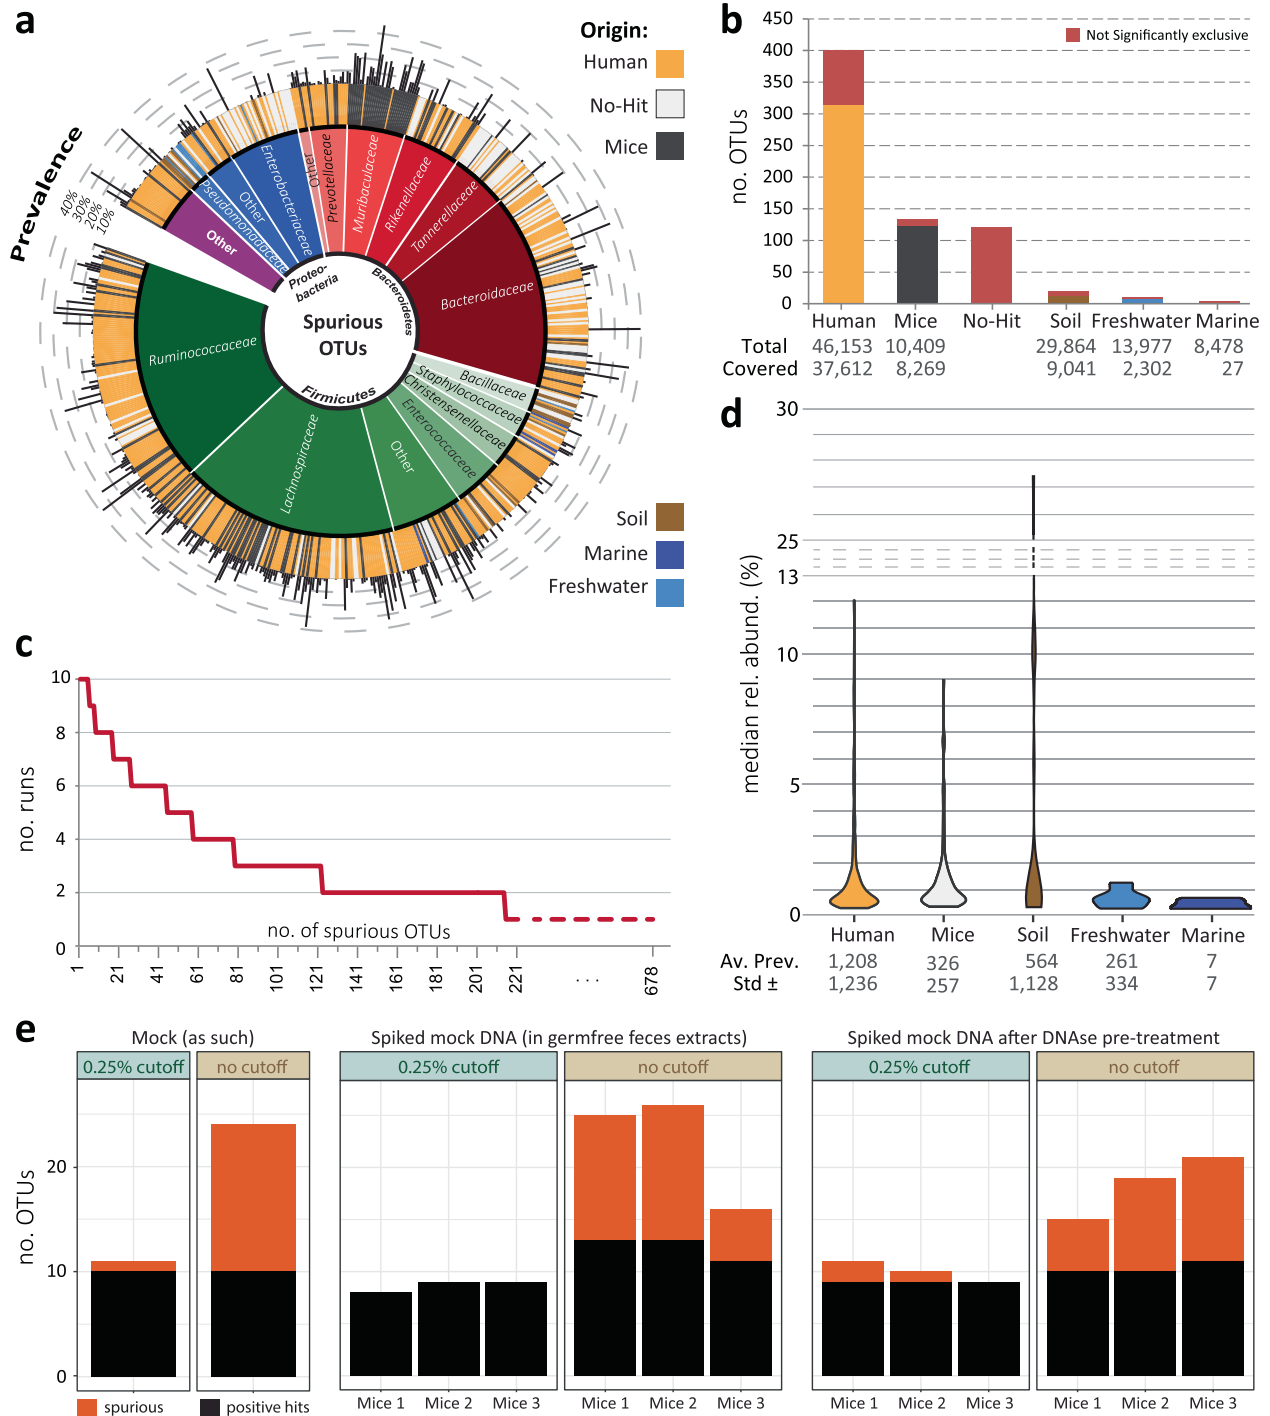 a
Origin:
Human
No-Hit
Mice
Prevalence
40%
30%
20%
10%
Other
Pseudomonadaceae
Other
Enterobacteriaceae
Other
Prevotellaceae
Muribaculaceae
Rikenellaceae
Tannerellaceae
Bacteroidaceae
Bacillaceae
Staphylococcaceae
Christensenellaceae
Enterococcaceae
Other
Lachnospiraceae
Ruminococcaceae
Proteo-
bacteria
Bacteroidetes
Firmicutes
Spurious
OTUs
Soil
Marine
Freshwater
b
450
400
350
300
250
200
150
100
50
0
no. OTUs
Not Significantly exclusive
Human Mice No-Hit Soil Freshwater Marine
Total 46,153 10,409 29,864 13,977 8,478
Covered 37,612 8,269 9,041 2,302 27
c
10
8
6
4
2
0
no. runs
no. of spurious OTUs
1 21 41 61 81 101 121 141 161 181 201 221 ... 678
d
30
25
13
10
5
0
median rel. abund. (%)
Human Mice Soil Freshwater Marine
Av. Prev. 1,208 326 564 261 7
Std ± 1,236 257 1,128 334 7
e
Mock (as such) Spiked mock DNA (in germfree feces extracts) Spiked mock DNA after DNAse pre-treatment
0.25% cutoff no cutoff 0.25% cutoff no cutoff 0.25% cutoff no cutoff
20
10
0
no. OTUs
Mice 1 Mice 2 Mice 3 Mice 1 Mice 2 Mice 3 Mice 1 Mice 2 Mice 3 Mice 1 Mice 2 Mice 3
spurious positive hits